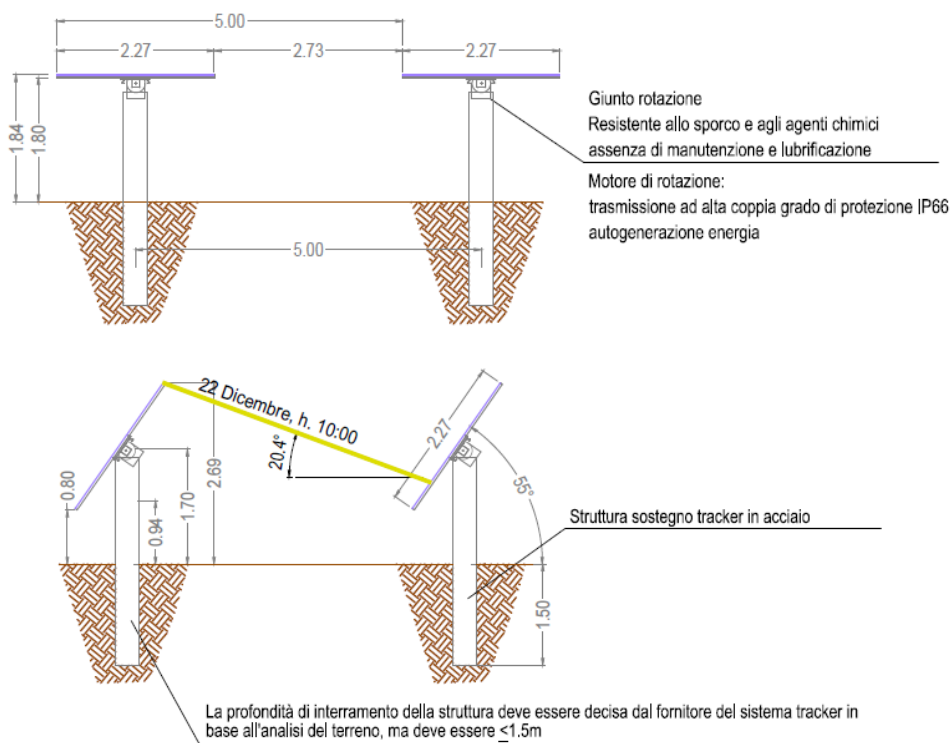 5.00
2.27
2.73
2.27
1.84
1.80
Giunto rotazione
Resistente allo sporco e agli agenti chimici
assenza di manutenzione e lubrificazione
Motore di rotazione:
trasmissione ad alta coppia grado di protezione IP66
autogenerazione energia
5.00
22 Dicembre, h. 10:00
20.4°
2.27
55°
0.80
0.94
1.70
2.69
Struttura sostegno tracker in acciaio
1.50
La profondità di interramento della struttura deve essere decisa dal fornitore del sistema tracker in
base all'analisi del terreno, ma deve essere ≤1.5m